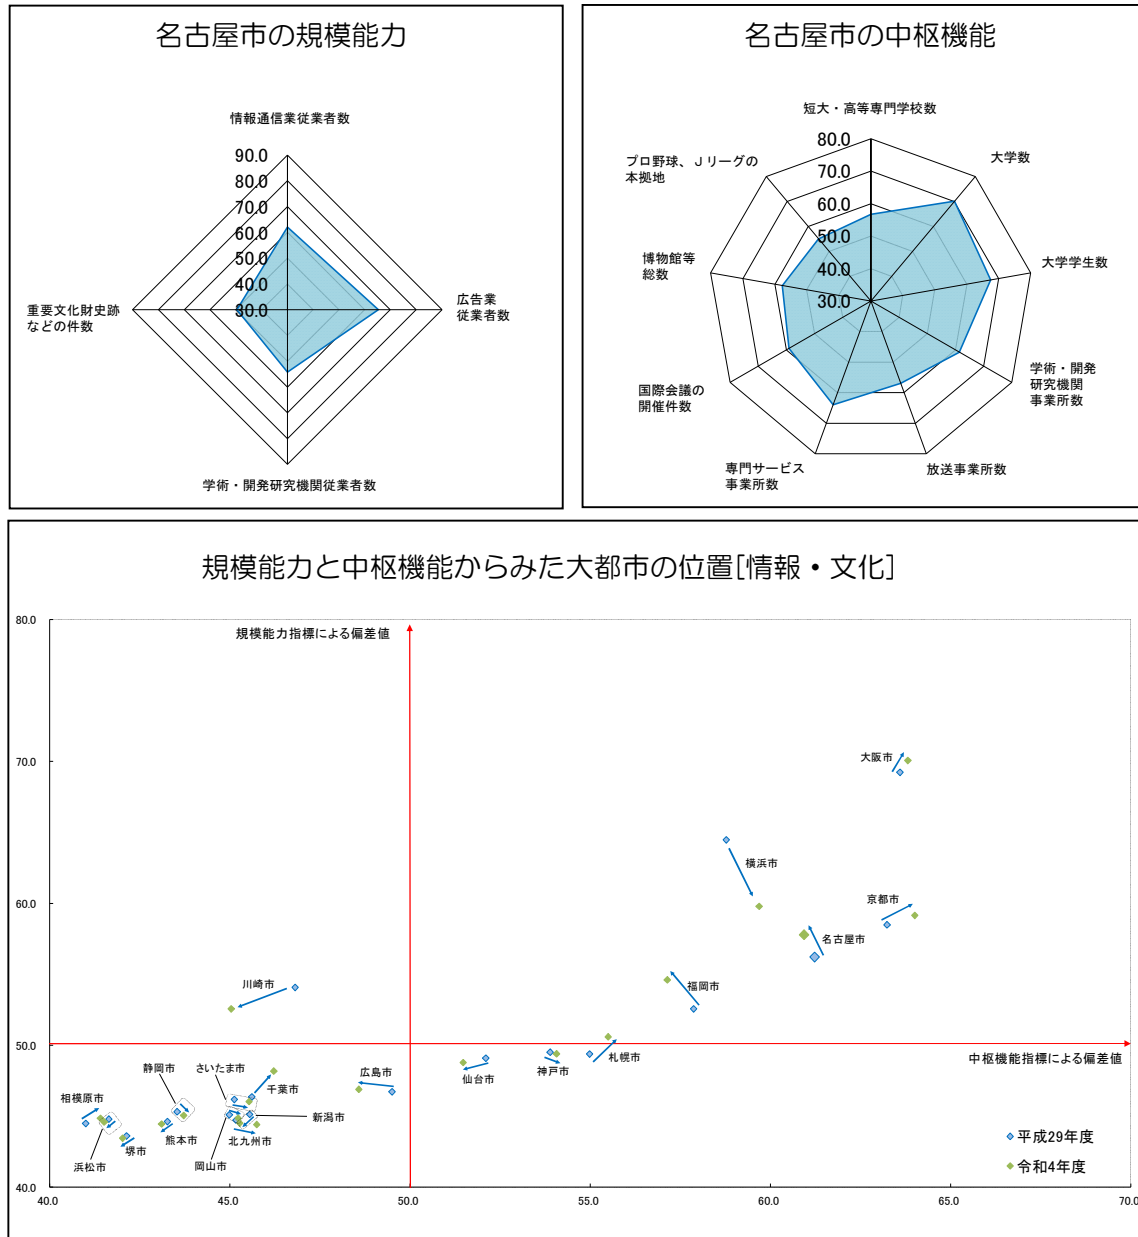 名古屋市の規模能力
情報通信業従業者数
90.0
80.0
70.0
60.0
50.0
40.0
30.0
広告業
従業者数
重要文化財史跡
などの件数
学術・開発研究機関従業者数
名古屋市の中枢機能
短大・高等専門学校数
80.0
70.0
60.0
50.0
40.0
30.0
大学数
大学学生数
学術・開発
研究機関
事業所数
放送事業所数
専門サービス
事業所数
国際会議の
開催件数
博物館等
総数
プロ野球、Jリーグの
本拠地
規模能力と中枢機能からみた大都市の位置[情報・文化]
80.0
70.0
60.0
50.0
40.0
規模能力指標による偏差値
大阪市
横浜市
京都市
名古屋市
福岡市
川崎市
札幌市
神戸市
仙台市
広島市
中枢機能指標による偏差値
静岡市
さいたま市
千葉市
相模原市
新潟市
浜松市
堺市
熊本市
岡山市
北九州市
平成29年度
令和4年度
40.0
45.0
50.0
55.0
60.0
65.0
70.0